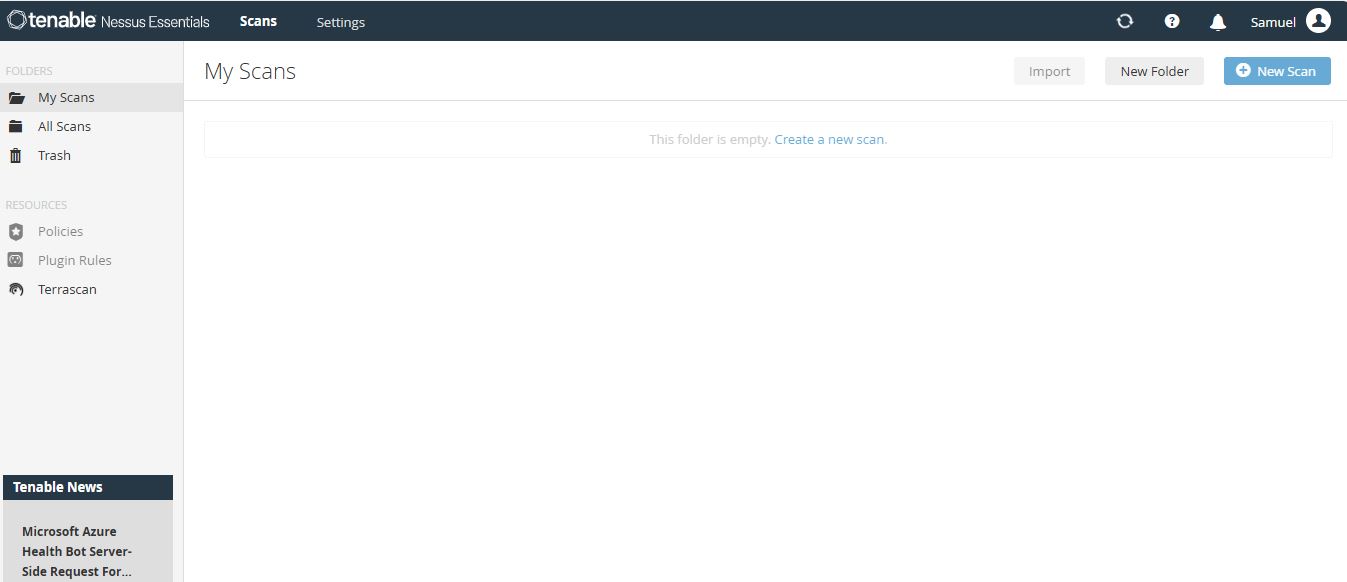 tenable Nessus Essentials Scans Settings Samuel
FOLDERS
My Scans
All Scans
Trash
RESOURCES
Policies
Plugin Rules
Terrascan
Tenable News
Microsoft Azure
Health Bot Server-
Side Request For...
My Scans
Import New Folder New Scan
This folder is empty. Create a new scan.